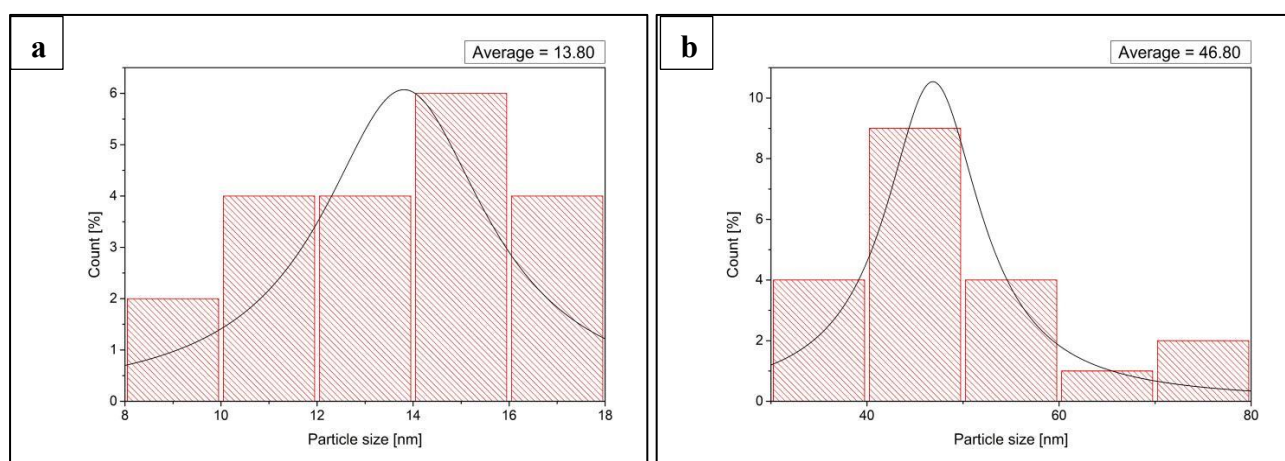 a
Average = 13.80
6
5
4
3
2
1
0
Count [%]
8 10 12 14 16 18
Particle size [nm]
b
Average = 46.80
10
8
6
4
2
0
Count [%]
40 60 80
Particle size [nm]